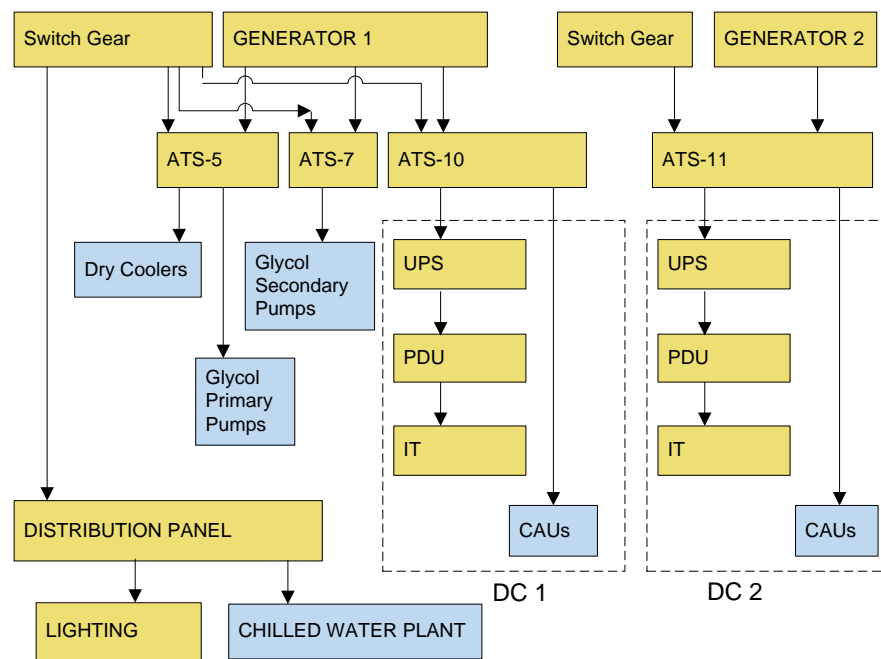 Switch Gear
GENERATOR 1
Switch Gear
GENERATOR 2
ATS-5
ATS-7
ATS-10
ATS-11
Dry Coolers
Glycol
Secondary
Pumps
UPS
UPS
Glycol
Primary
Pumps
PDU
PDU
IT
IT
DISTRIBUTION PANEL
CAUs
CAUs
DC 1
DC 2
LIGHTING
CHILLED WATER PLANT